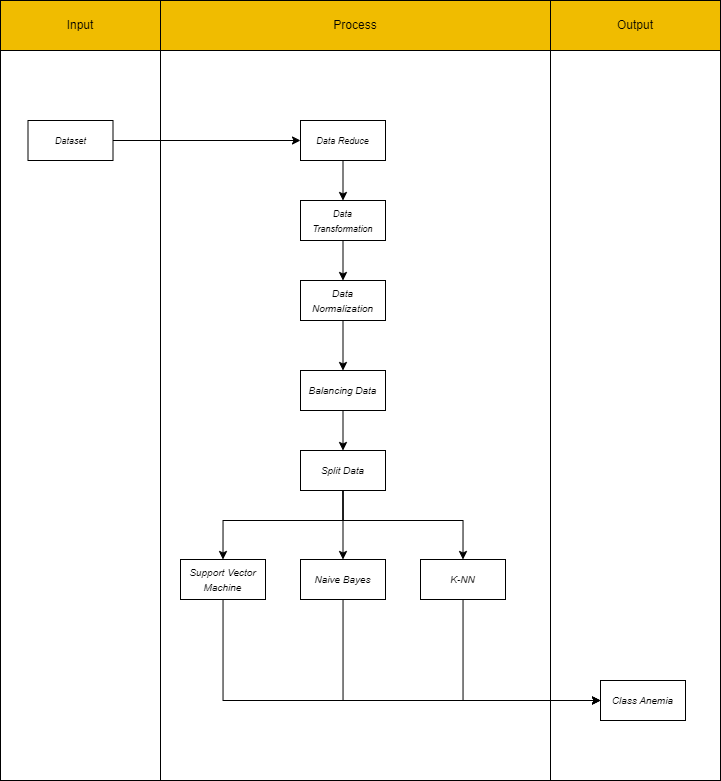 Input
Process
Output
Dataset
Data Reduce
Data
Transformation
Data
Normalization
Balancing Data
Split Data
Support Vector
Machine
Naive Bayes
K-NN
Class Anemia